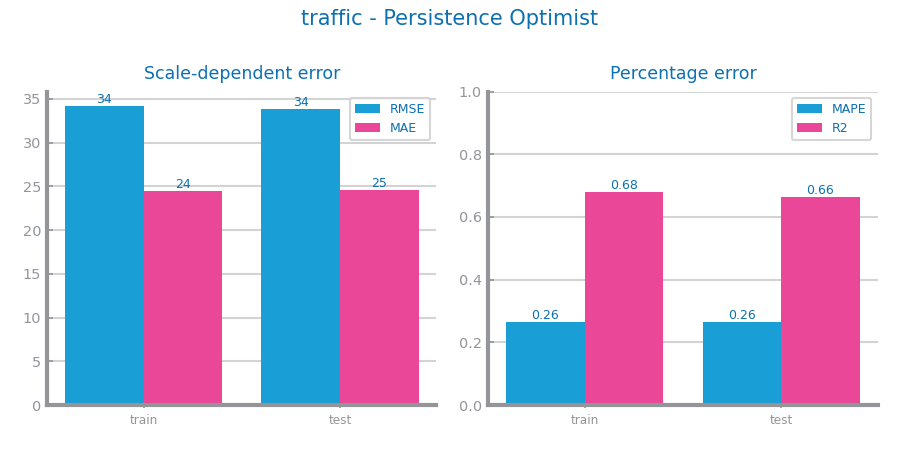 traffic - Persistence Optimist
Scale-dependent error
35
30
25
20
15
10
5
0
34
24
34
25
RMSE
MAE
train
test
Percentage error
1.0
0.8
0.6
0.4
0.2
0.0
0.26
0.68
0.26
0.66
MAPE
R2
train
test